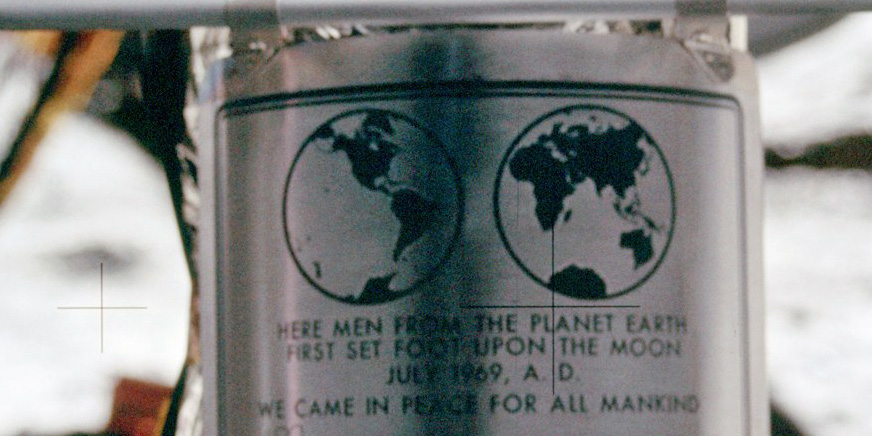 HERE MEN FROM THE PLANET EARTH
FIRST SET FOOT UPON THE MOON
JULY 1969, A. D.
WE CAME IN PEACE FOR ALL MANKIND